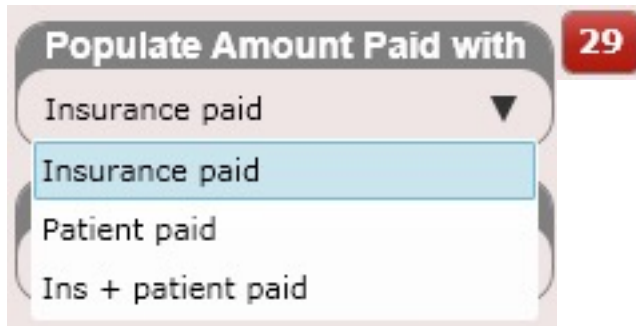 Populate Amount Paid with 29
Insurance paid ▼
Insurance paid
Patient paid
Ins + patient paid